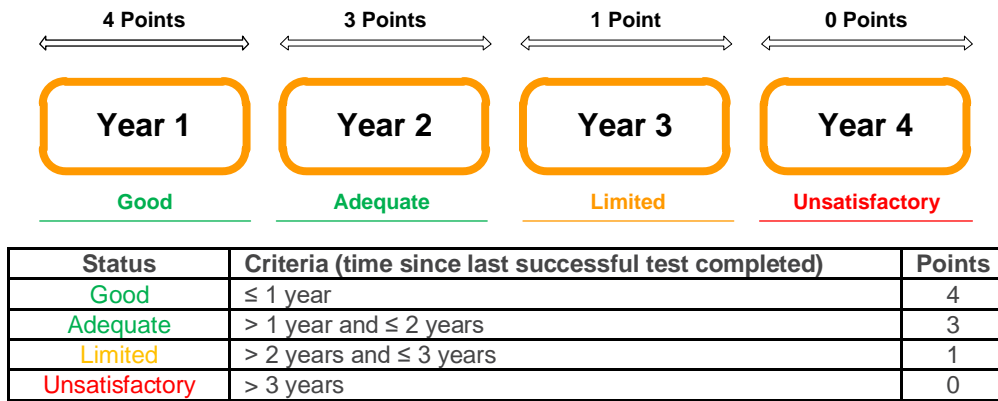 4 Points 3 Points 1 Point 0 Points
Year 1 Year 2 Year 3 Year 4
Good Adequate Limited Unsatisfactory
Status Criteria (time since last successful test completed) Points
Good ≤ 1 year 4
Adequate > 1 year and ≤ 2 years 3
Limited > 2 years and ≤ 3 years 1
Unsatisfactory > 3 years 0